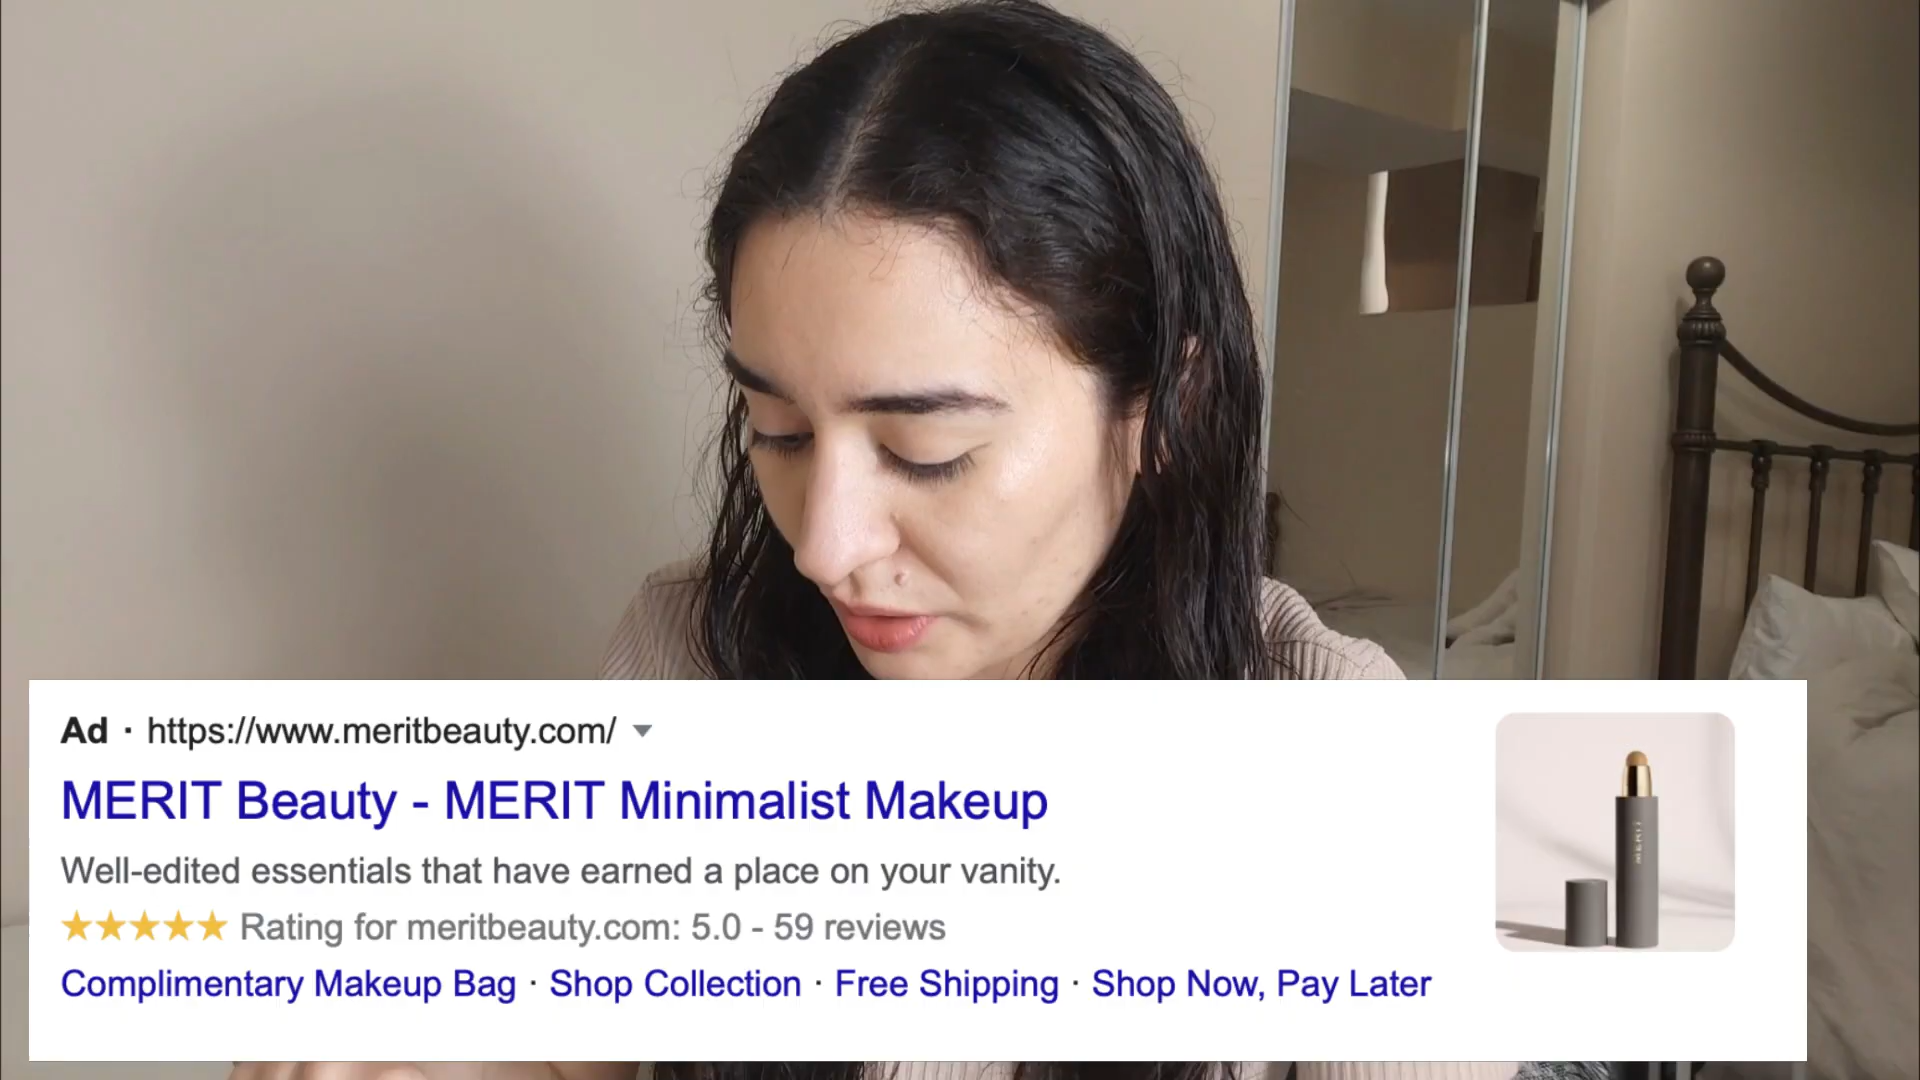 Ad · https://www.meritbeauty.com/
MERIT Beauty - MERIT Minimalist Makeup
Well-edited essentials that have earned a place on your vanity.
Rating for meritbeauty.com: 5.0 - 59 reviews
Complimentary Makeup Bag · Shop Collection · Free Shipping · Shop Now, Pay Later
MERIT